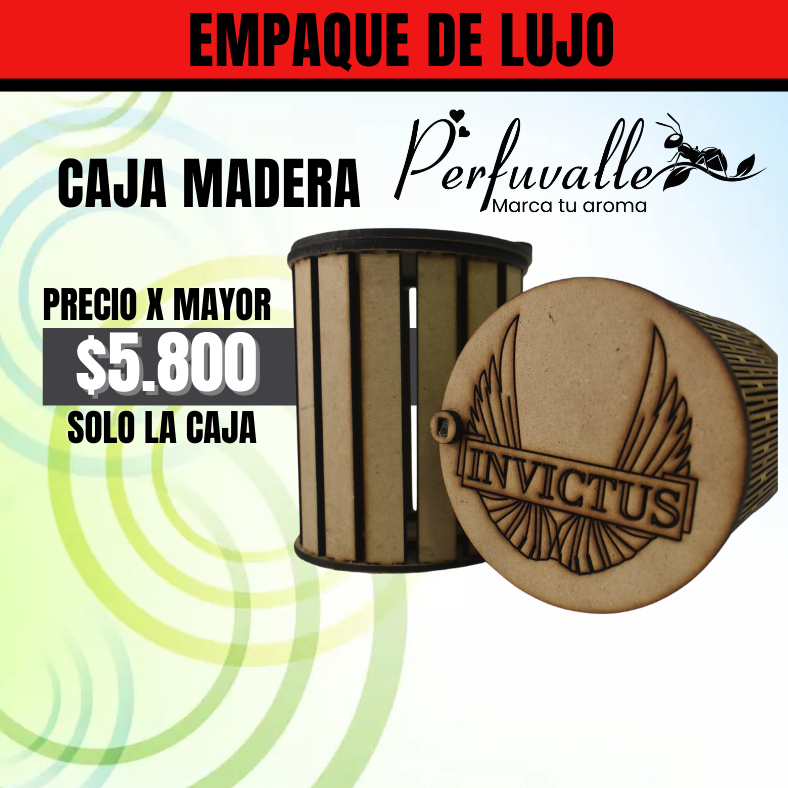 EMPAQUE DE LUJO
Perfuvalle
Marca tu aroma
CAJA MADERA
PRECIO X MAYOR
$5.800
SOLO LA CAJA
INVICTUS